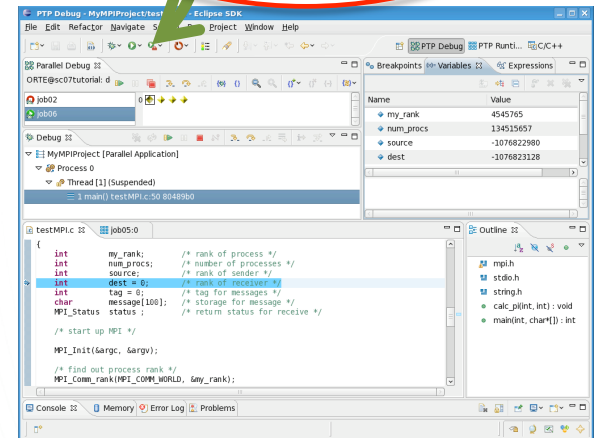 PTP Debug - MyMPIProject/test - Eclipse SDK
File Edit Refactor Navigate Project Window Help
PTP Debug PTP Runti... C/C++
Parallel Debug
ORTE@sc07tutorial: d
job02
job06
0
Breakpoints Variables Expressions
Name Value
my_rank 4545765
num_procs 134515657
source -1076822980
dest -1076823128
Debug
MyMPIProject [Parallel Application]
Process 0
Thread [1] (Suspended)
1 main() testMPI.c:50 80489b0
testMPI.c job05:0
{
int my_rank; /* rank of process */
int num_procs; /* number of processes */
int source; /* rank of sender */
int dest = 0; /* rank of receiver */
int tag = 0; /* tag for messages */
char message[100]; /* storage for message */
MPI_Status status ; /* return status for receive */
/* start up MPI */
MPI_Init(&argc, &argv);
/* find out process rank */
MPI_Comm_rank(MPI_COMM_WORLD, &my_rank);
Outline
mpi.h
stdio.h
string.h
calc_pi(int, int) : void
main(int, char*[]) : int
Console Memory Error Log Problems